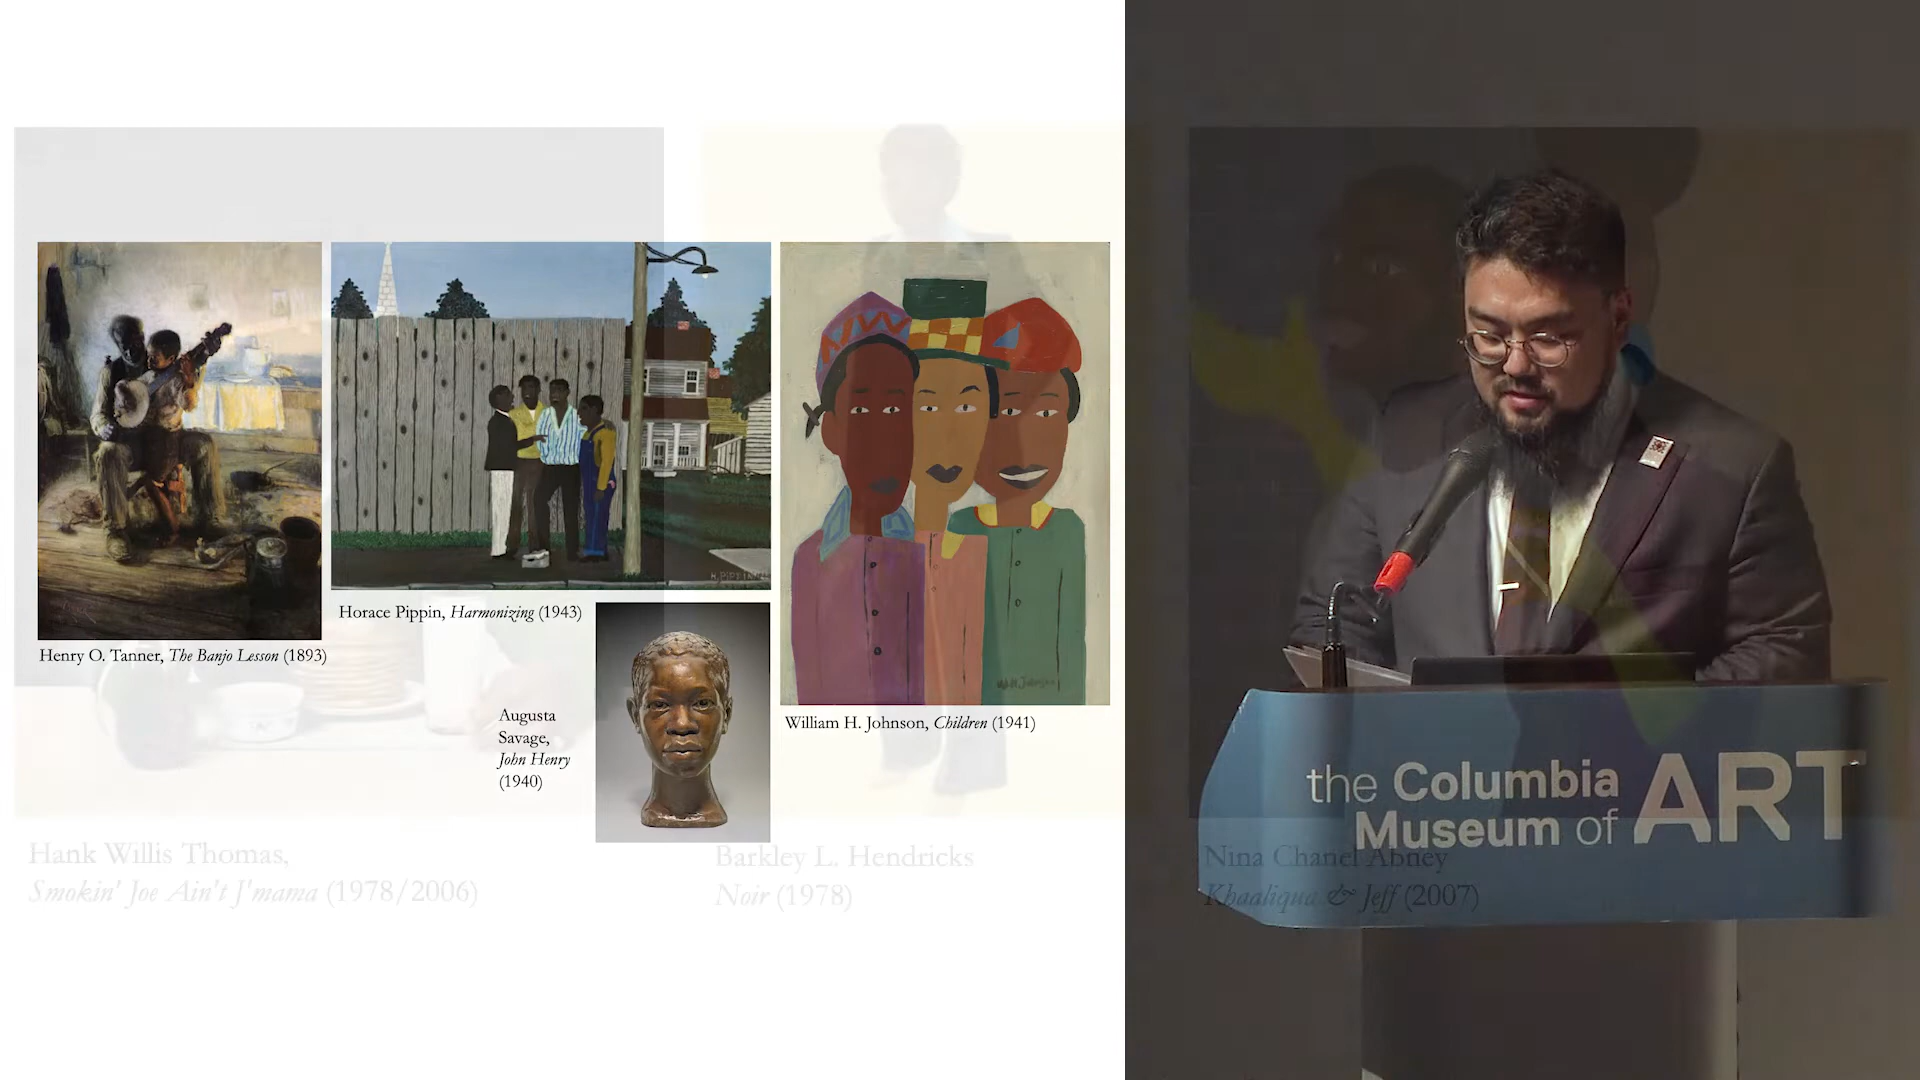 Henry O. Tanner, The Banjo Lesson (1893)
Horace Pippin, Harmonizing (1943)
H. PIPPIN
Augusta
Savage,
John Henry
(1940)
William H. Johnson, Children (1941)
W.H. Johnson
Hank Willis Thomas,
Smokin' Joe Ain't J'mama (1978/2006)
Barkley L. Hendricks
Noir (1978)
the Columbia
Museum of ART
Nina Chanel Abney
Khaaliqua & Jeff (2007)